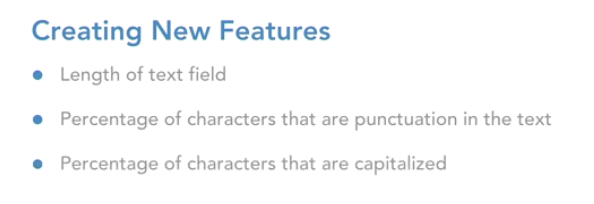 Creating New Features
Length of text field
Percentage of characters that are punctuation in the text
Percentage of characters that are capitalized